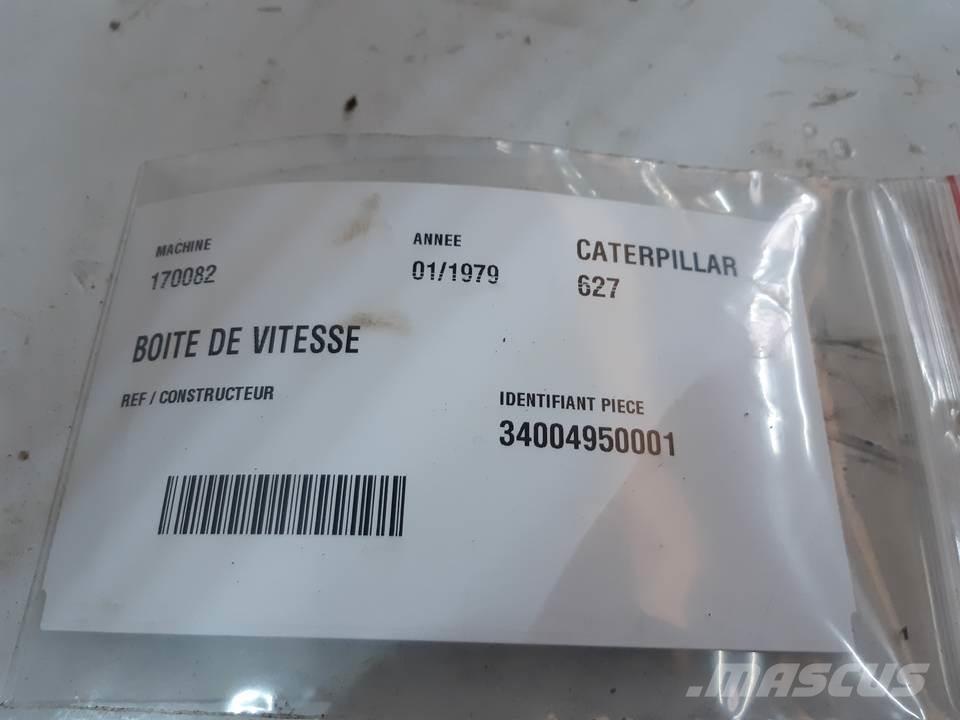 MACHINE
170082
ANNEE
01/1979
CATERPILLAR
627
BOITE DE VITESSE
REF / CONSTRUCTEUR
IDENTIFIANT PIECE
34004950001
MASCUS